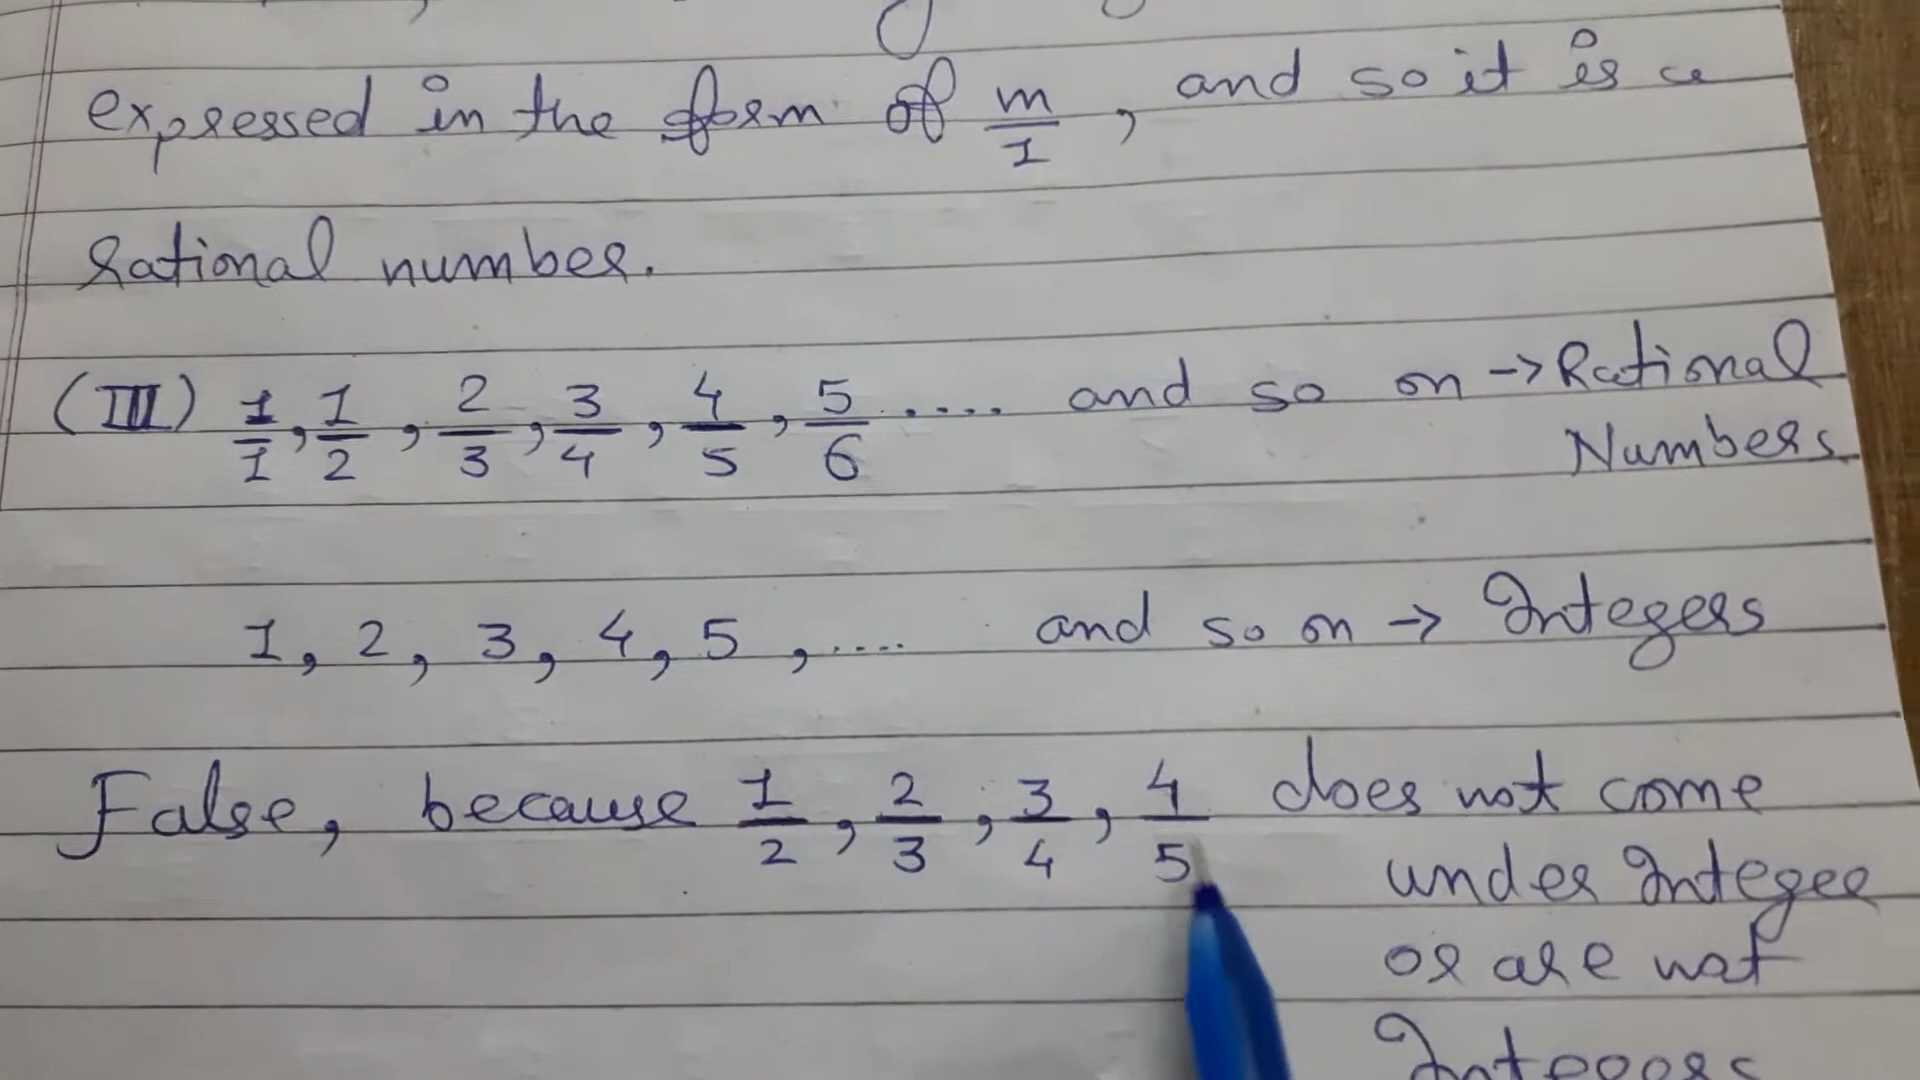 expressed in the form of m/1, and so it is a
rational number.
(III) 1/1, 1/2, 2/3, 3/4, 4/5, 5/6 .... and so on → Rational
Numbers
1, 2, 3, 4, 5, .... and so on → Integers
False, because 1/2, 2/3, 3/4, 4/5 does not come
under Integer
or are not
Integers